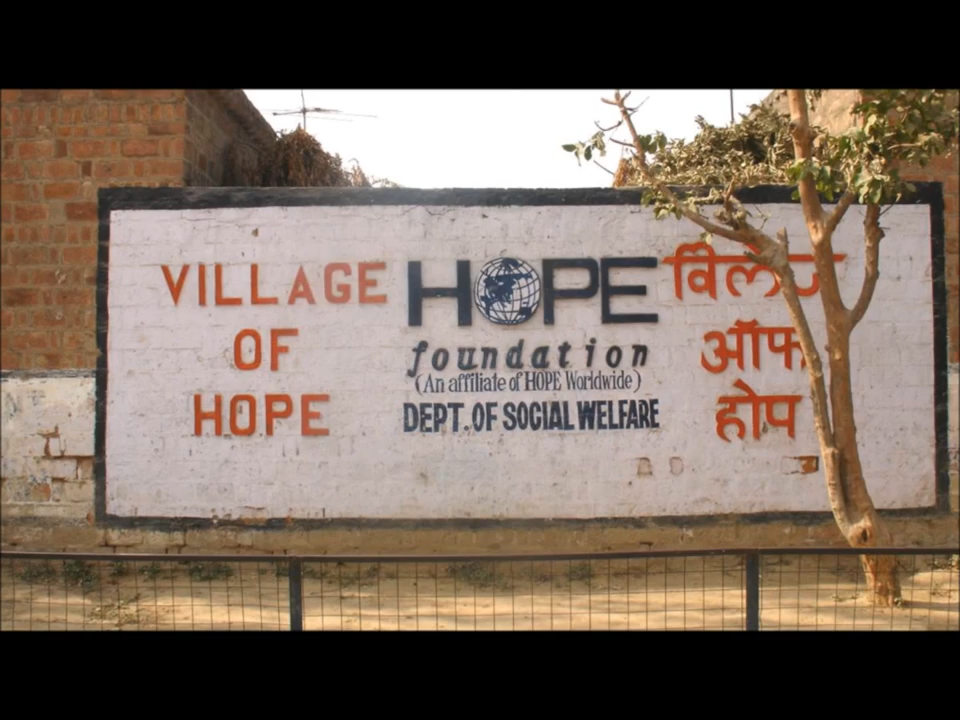 VILLAGE
OF
HOPE
HOPE
foundation
(An affiliate of HOPE Worldwide)
DEPT. OF SOCIAL WELFARE
विलेज
ऑफ
होप